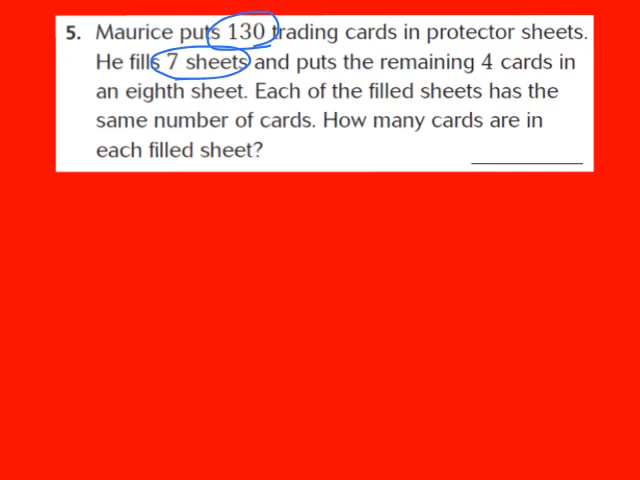 5. Maurice puts 130 trading cards in protector sheets.
He fills 7 sheets and puts the remaining 4 cards in
an eighth sheet. Each of the filled sheets has the
same number of cards. How many cards are in
each filled sheet?